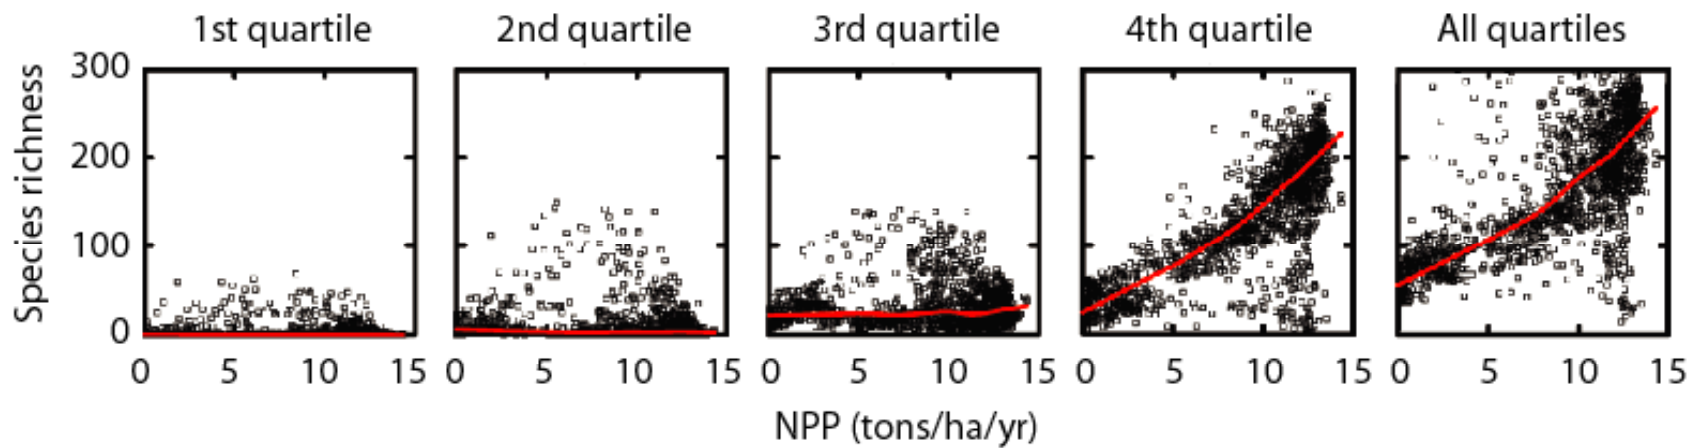 1st quartile 2nd quartile 3rd quartile 4th quartile All quartiles
Species richness
300
200
100
0
0 5 10 15 0 5 10 15 0 5 10 15 0 5 10 15 0 5 10 15
NPP (tons/ha/yr)